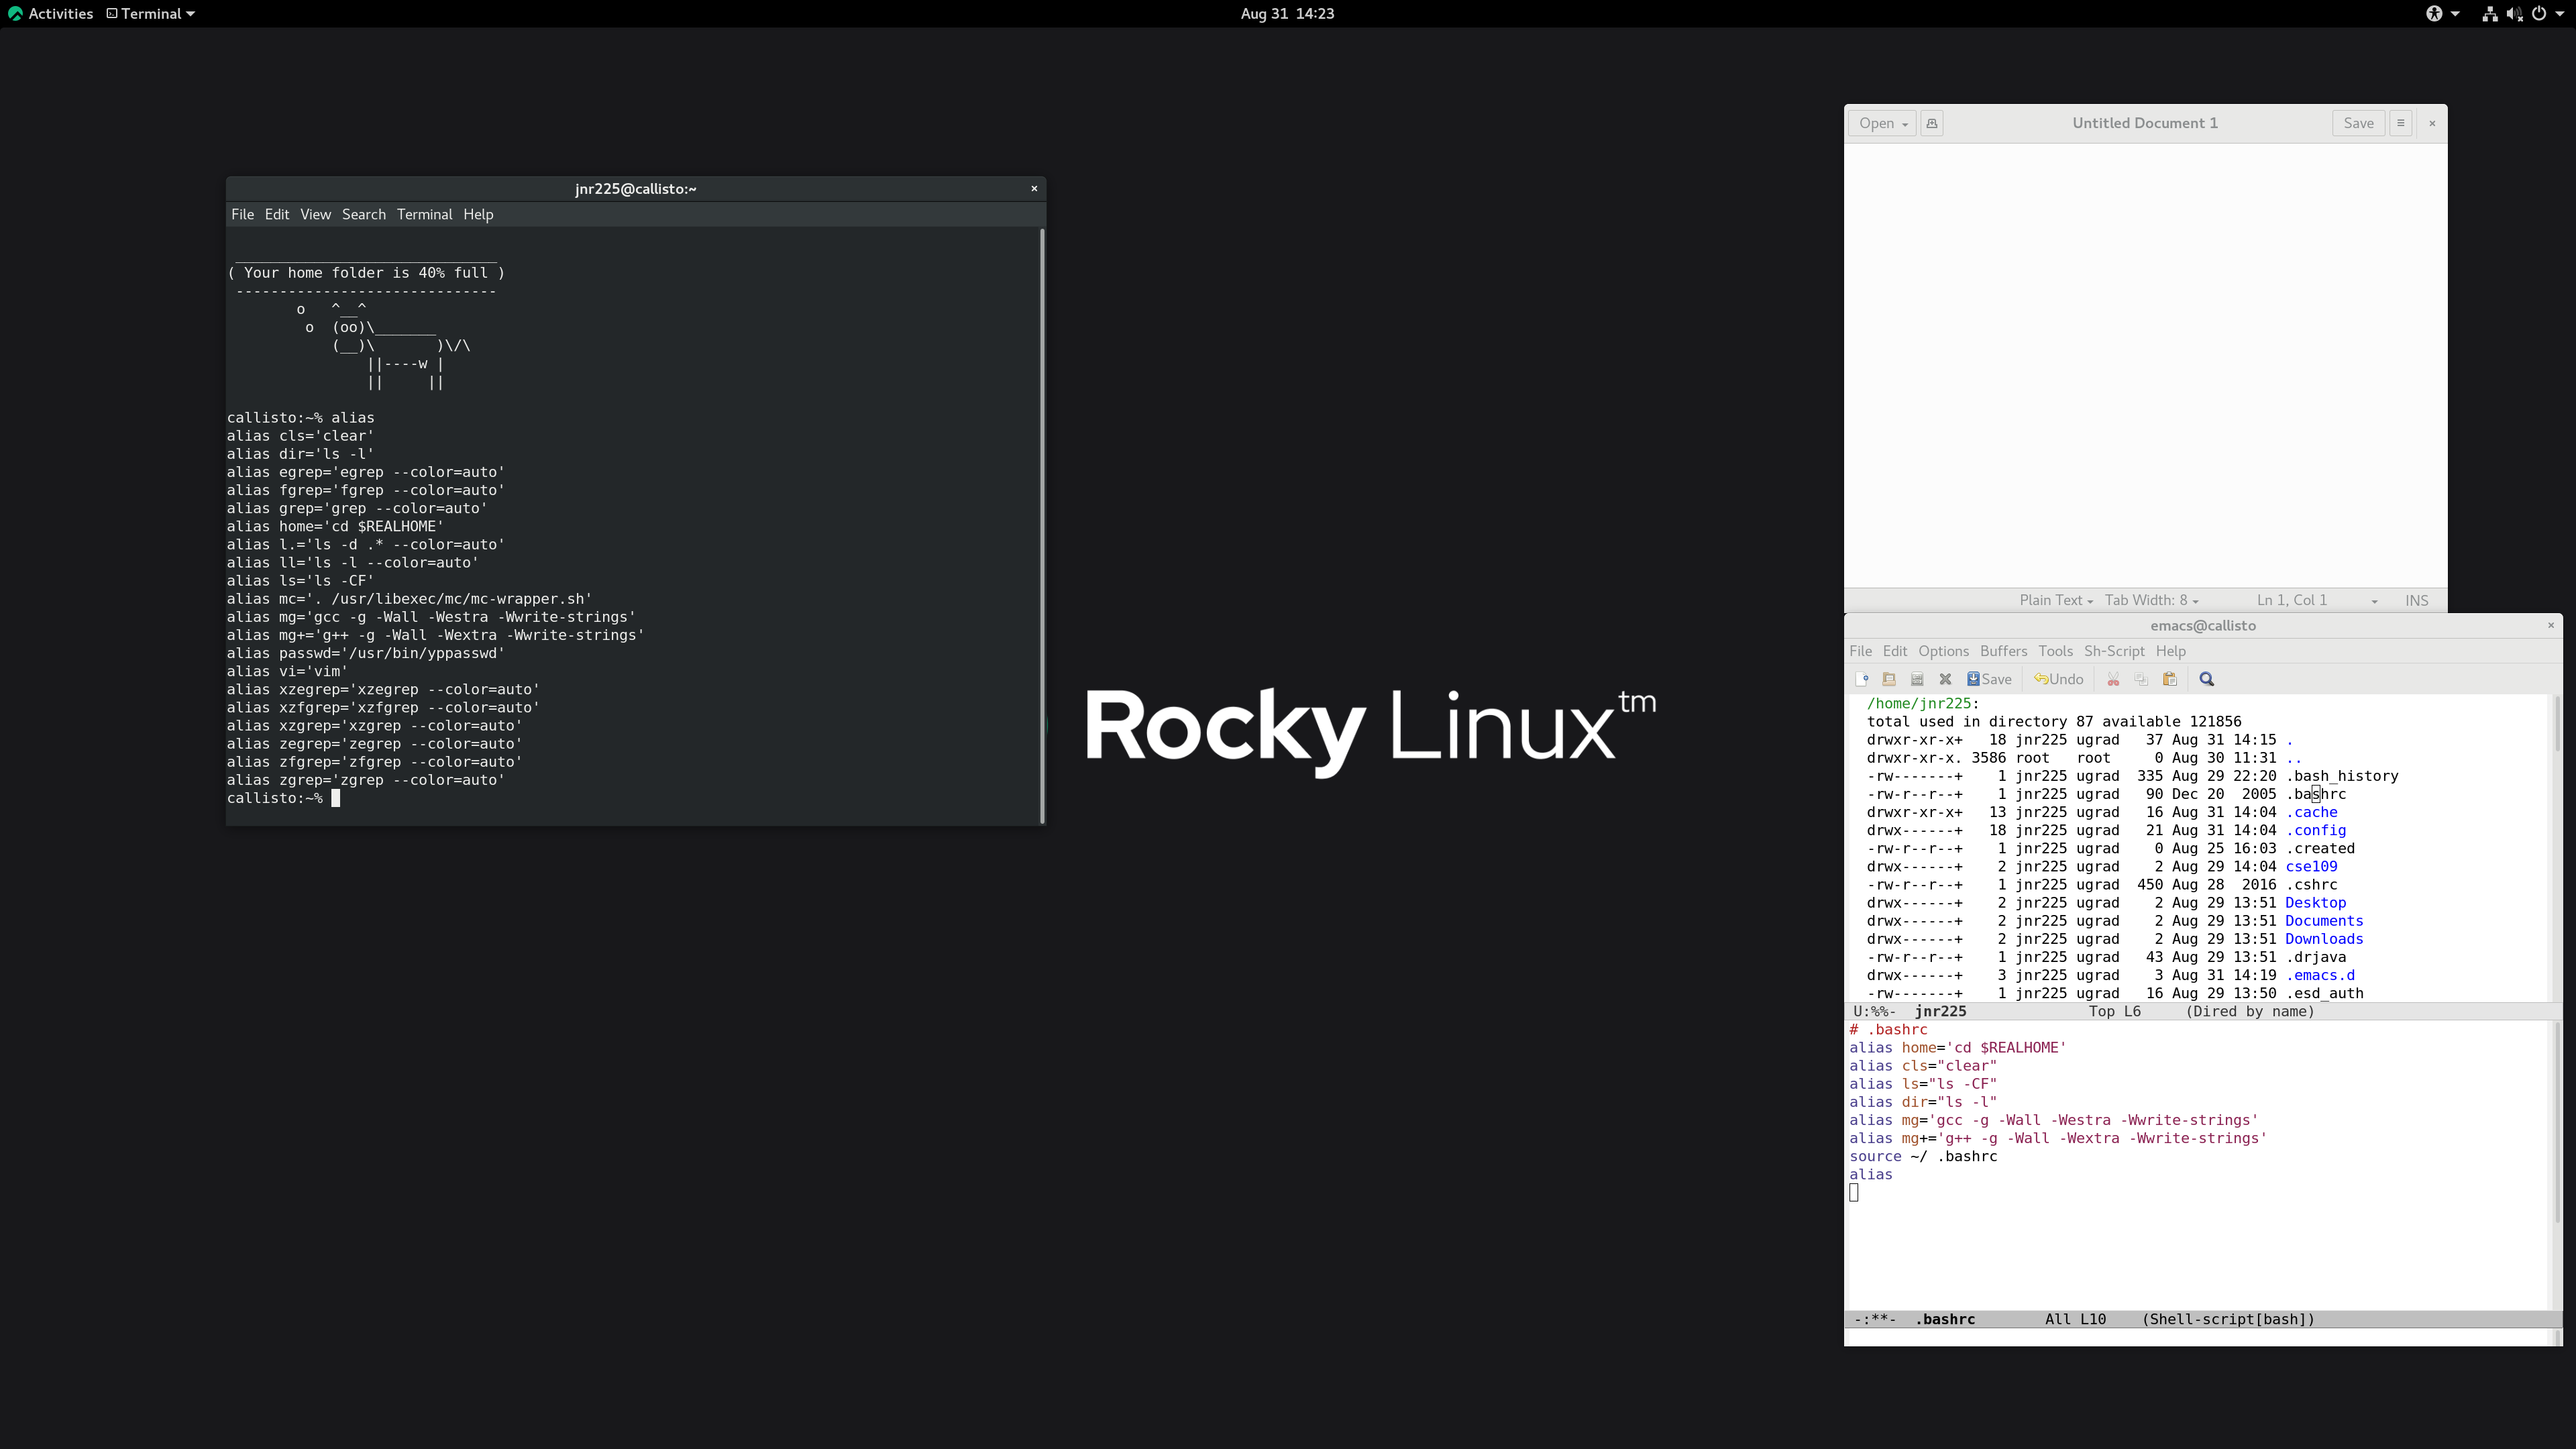 Activities Terminal Aug 31 14:23
jnr225@callisto:~ ×
File Edit View Search Terminal Help
 ______________________________
( Your home folder is 40% full )
 ------------------------------
        o   ^__^
         o  (oo)\_______
            (__)\       )\/\
                ||----w |
                ||     ||
callisto:~% alias
alias cls='clear'
alias dir='ls -l'
alias egrep='egrep --color=auto'
alias fgrep='fgrep --color=auto'
alias grep='grep --color=auto'
alias home='cd $REALHOME'
alias l.='ls -d .* --color=auto'
alias ll='ls -l --color=auto'
alias ls='ls -CF'
alias mc='. /usr/libexec/mc/mc-wrapper.sh'
alias mg='gcc -g -Wall -Westra -Wwrite-strings'
alias mg+='g++ -g -Wall -Wextra -Wwrite-strings'
alias passwd='/usr/bin/yppasswd'
alias vi='vim'
alias xzegrep='xzegrep --color=auto'
alias xzfgrep='xzfgrep --color=auto'
alias xzgrep='xzgrep --color=auto'
alias zegrep='zegrep --color=auto'
alias zfgrep='zfgrep --color=auto'
alias zgrep='zgrep --color=auto'
callisto:~%
Rocky Linux™
Open Untitled Document 1 Save ×
Plain Text Tab Width: 8 Ln 1, Col 1 INS
emacs@callisto ×
File Edit Options Buffers Tools Sh-Script Help
Save Undo
/home/jnr225:
total used in directory 87 available 121856
drwxr-xr-x+   18 jnr225 ugrad   37 Aug 31 14:15 .
drwxr-xr-x. 3586 root   root     0 Aug 30 11:31 ..
-rw-------+    1 jnr225 ugrad  335 Aug 29 22:20 .bash_history
-rw-r--r--+    1 jnr225 ugrad   90 Dec 20  2005 .bashrc
drwxr-xr-x+   13 jnr225 ugrad   16 Aug 31 14:04 .cache
drwx------+   18 jnr225 ugrad   21 Aug 31 14:04 .config
-rw-r--r--+    1 jnr225 ugrad    0 Aug 25 16:03 .created
drwx------+    2 jnr225 ugrad    2 Aug 29 14:04 cse109
-rw-r--r--+    1 jnr225 ugrad  450 Aug 28  2016 .cshrc
drwx------+    2 jnr225 ugrad    2 Aug 29 13:51 Desktop
drwx------+    2 jnr225 ugrad    2 Aug 29 13:51 Documents
drwx------+    2 jnr225 ugrad    2 Aug 29 13:51 Downloads
-rw-r--r--+    1 jnr225 ugrad   43 Aug 29 13:51 .drjava
drwx------+    3 jnr225 ugrad    3 Aug 31 14:19 .emacs.d
-rw-------+    1 jnr225 ugrad   16 Aug 29 13:50 .esd_auth
U:%%-  jnr225              Top L6     (Dired by name)
# .bashrc
alias home='cd $REALHOME'
alias cls="clear"
alias ls="ls -CF"
alias dir="ls -l"
alias mg='gcc -g -Wall -Westra -Wwrite-strings'
alias mg+='g++ -g -Wall -Wextra -Wwrite-strings'
source ~/ .bashrc
alias
-:**-  .bashrc        All L10    (Shell-script[bash])